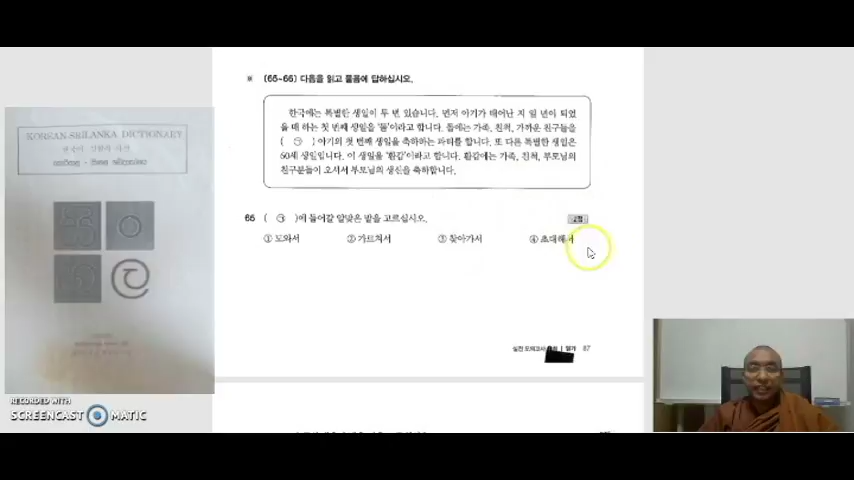 [65~66] 다음을 읽고 물음에 답하십시오.
한국에는 특별한 생일이 두 번 있습니다. 먼저 아기가 태어난 지 일 년이 되었
을 때 하는 첫 번째 생일을 '돌'이라고 합니다. 돌에는 가족, 친척, 가까운 친구들을
( ㉠ ) 아기의 첫 번째 생일을 축하하는 파티를 합니다. 또 다른 특별한 생일은
60세 생일입니다. 이 생일을 '환갑'이라고 합니다. 환갑에는 가족, 친척, 부모님의
친구분들이 오셔서 부모님의 생신을 축하합니다.
65 ( ㉠ )에 들어갈 알맞은 말을 고르십시오.
① 도와서 ② 가르쳐서 ③ 찾아가서 ④ 초대해서
실전 모의고사 | 읽기 87
KOREAN-SRILANKA DICTIONARY
RECORDED WITH
SCREENCAST MATIC